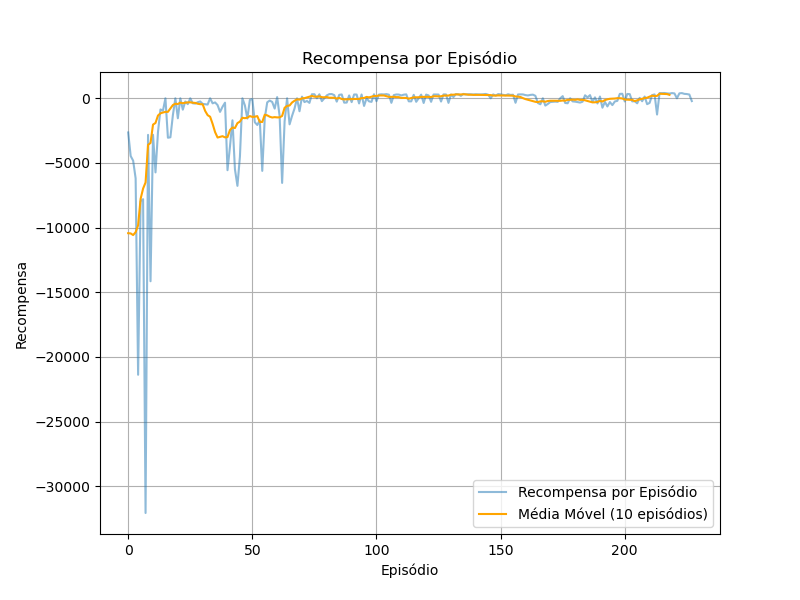 Recompensa por Episódio
0
−5000
−10000
−15000
−20000
−25000
−30000
Recompensa
0
50
100
150
200
Episódio
Recompensa por Episódio
Média Móvel (10 episódios)